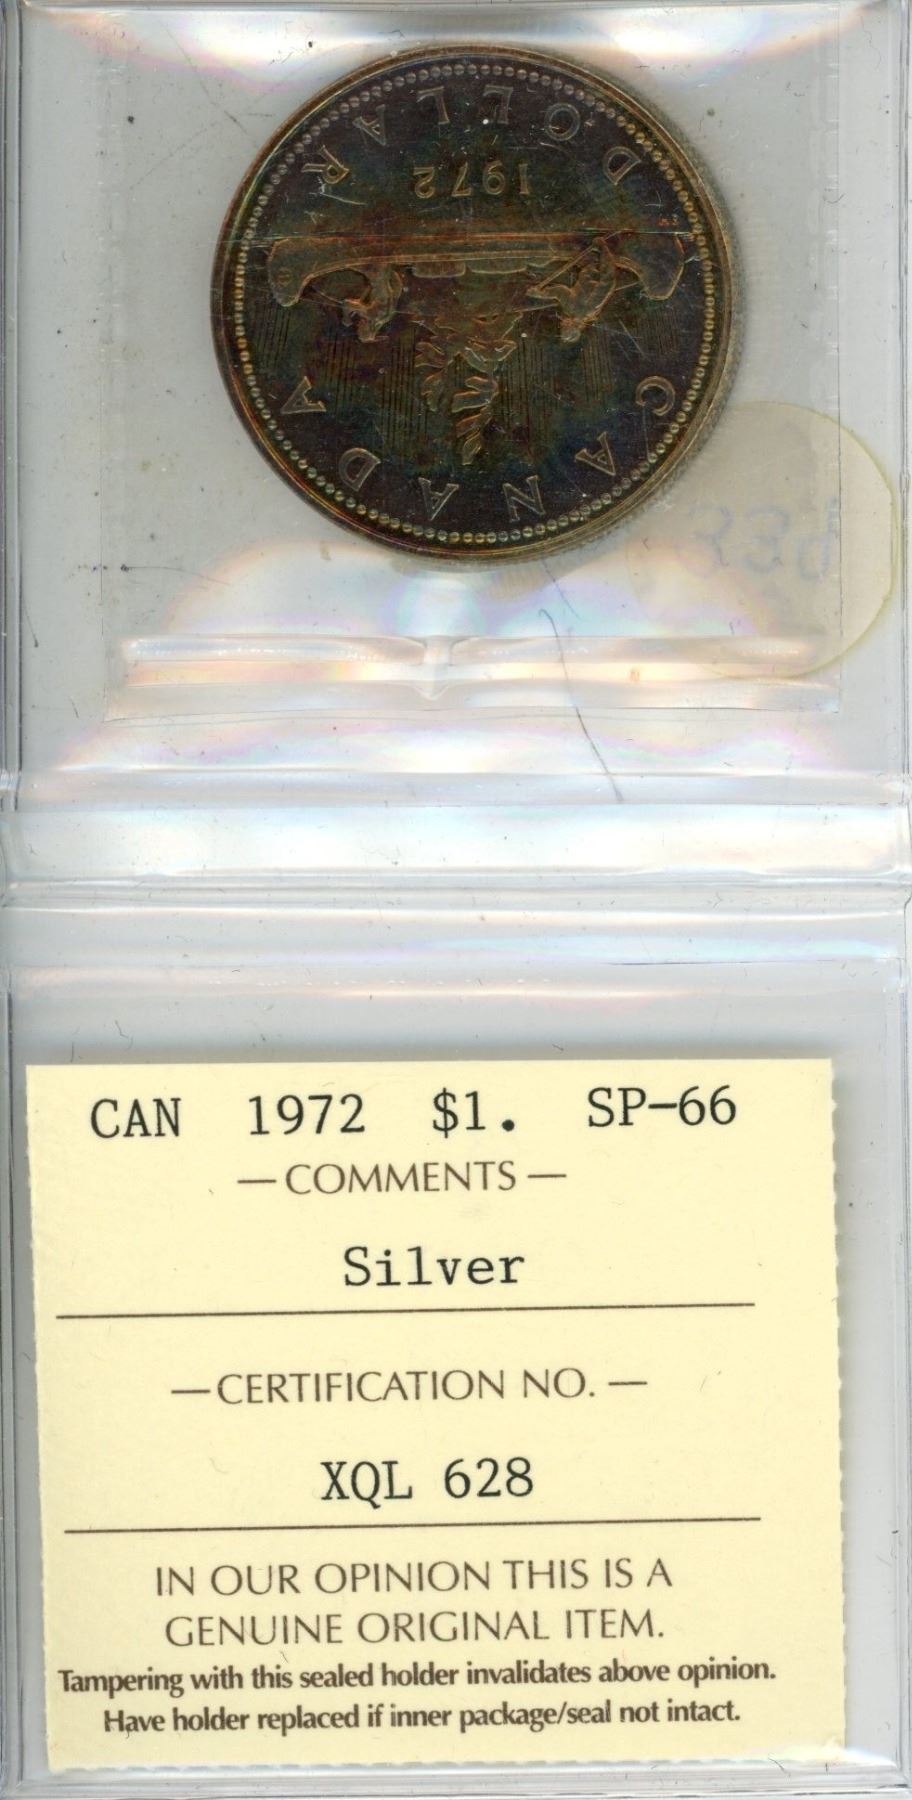 CANADA
1972
DOLLAR
CAN 1972 $1. SP-66
—COMMENTS—
Silver
—CERTIFICATION NO.—
XQL 628
IN OUR OPINION THIS IS A
GENUINE ORIGINAL ITEM.
Tampering with this sealed holder invalidates above opinion.
Have holder replaced if inner package/seal not intact.